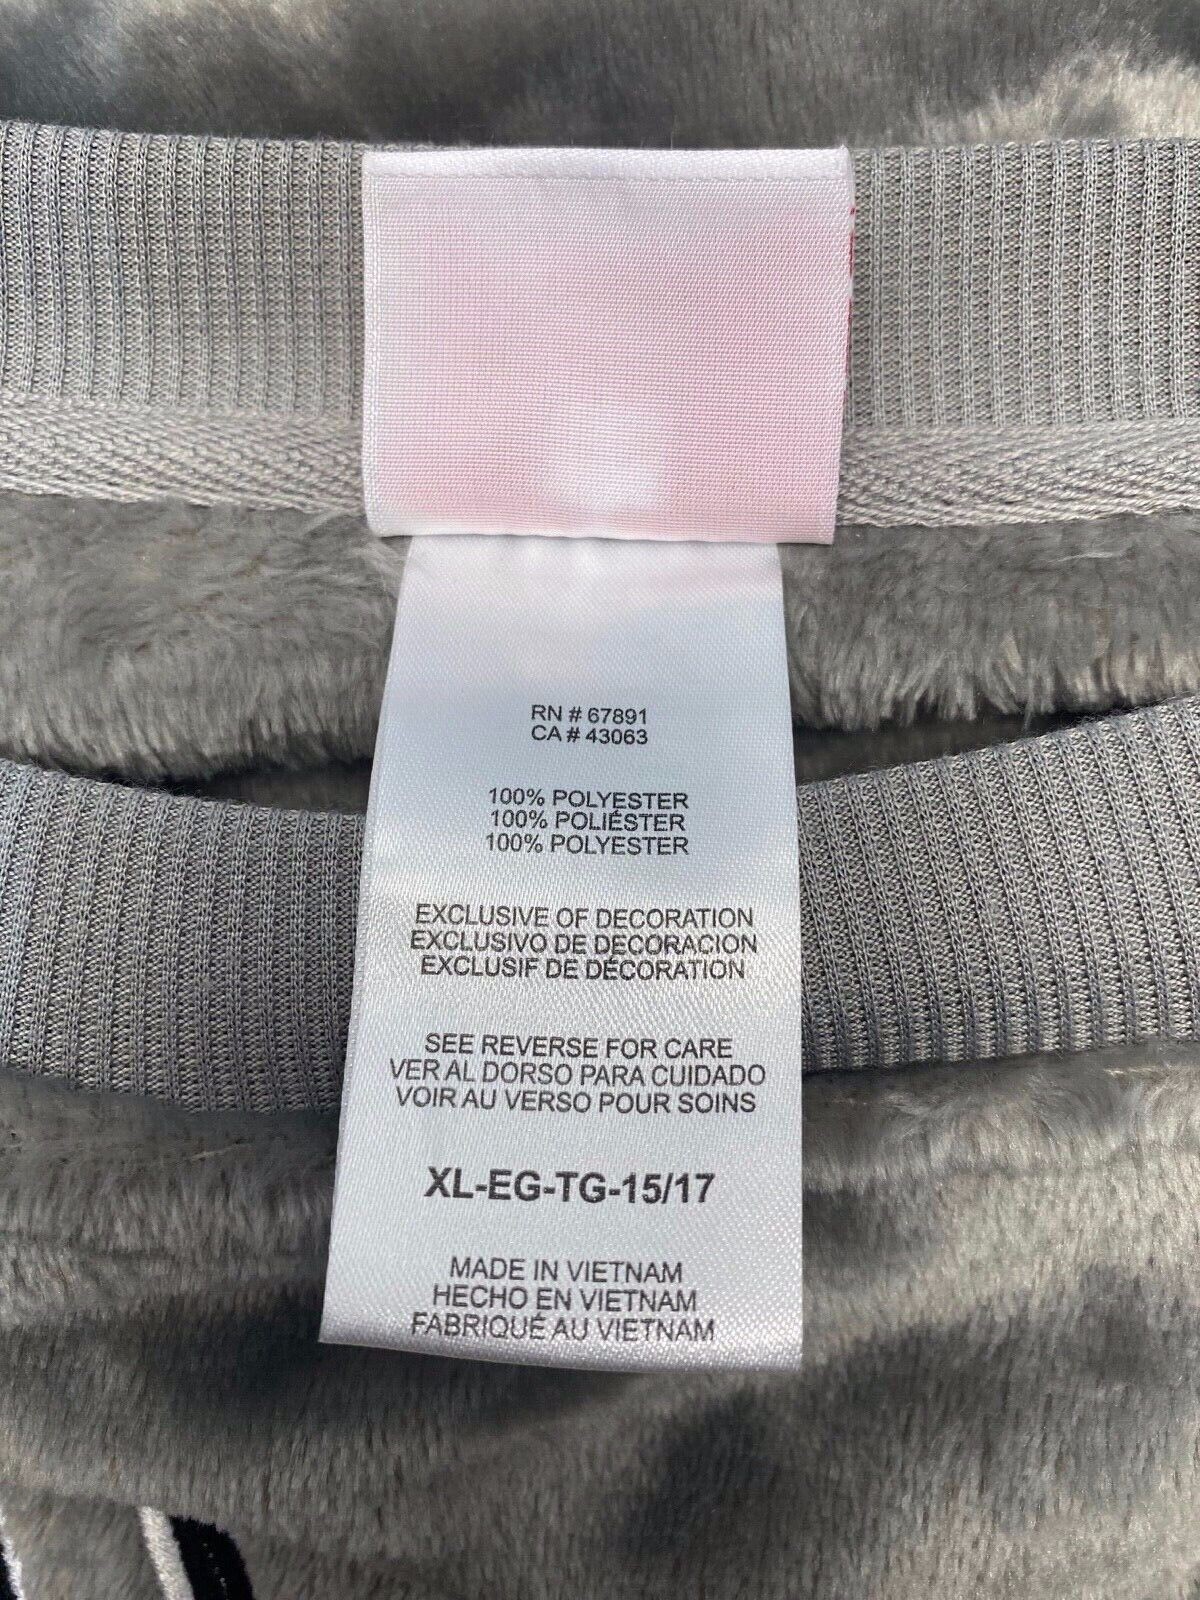 RN # 67891
CA # 43063
100% POLYESTER
100% POLIÉSTER
100% POLYESTER
EXCLUSIVE OF DECORATION
EXCLUSIVO DE DECORACION
EXCLUSIF DE DÉCORATION
SEE REVERSE FOR CARE
VER AL DORSO PARA CUIDADO
VOIR AU VERSO POUR SOINS
XL-EG-TG-15/17
MADE IN VIETNAM
HECHO EN VIETNAM
FABRIQUÉ AU VIETNAM